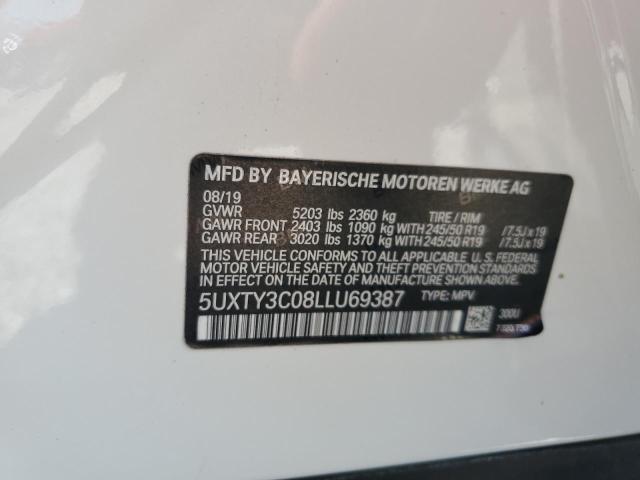 MFD BY BAYERISCHE MOTOREN WERKE AG
08/19
GVWR 5203 lbs 2360 kg TIRE / RIM
GAWR FRONT 2403 lbs 1090 kg WITH 245/50 R19 / 7.5J x 19
GAWR REAR 3020 lbs 1370 kg WITH 245/50 R19 / 7.5J x 19
THIS VEHICLE CONFORMS TO ALL APPLICABLE U. S. FEDERAL
MOTOR VEHICLE SAFETY AND THEFT PREVENTION STANDARDS
IN EFFECT ON THE DATE OF MANUFACTURE SHOWN ABOVE.
5UXTY3C08LLU69387 TYPE: MPV
300U